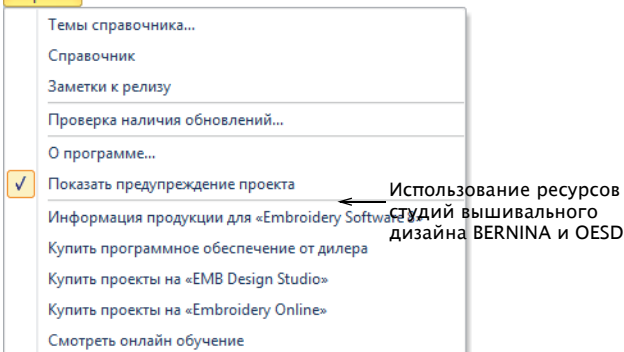 Темы справочника...
Справочник
Заметки к релизу
Проверка наличия обновлений...
О программе...
Показать предупреждение проекта
Информация продукции для «Embroidery Software 8»
Купить программное обеспечение от дилера
Купить проекты на «EMB Design Studio»
Купить проекты на «Embroidery Online»
Смотреть онлайн обучение
Использование ресурсов
студий вышивального
дизайна BERNINA и OESD